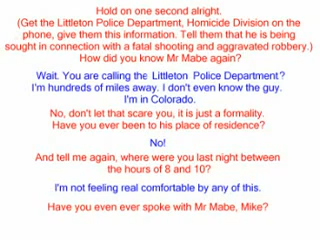 Hold on one second alright.
(Get the Littleton Police Department, Homicide Division on the
phone, give them this information. Tell them that he is being
sought in connection with a fatal shooting and aggravated robbery.)
How did you know Mr Mabe again?
Wait. You are calling the Littleton Police Department?
I'm hundreds of miles away. I don't even know the guy.
I'm in Colorado.
No, don't let that scare you, it is just a formality.
Have you ever been to his place of residence?
No!
And tell me again, where were you last night between
the hours of 8 and 10?
I'm not feeling real comfortable by any of this.
Have you even ever spoke with Mr Mabe, Mike?